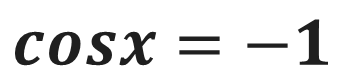 cosx = −1